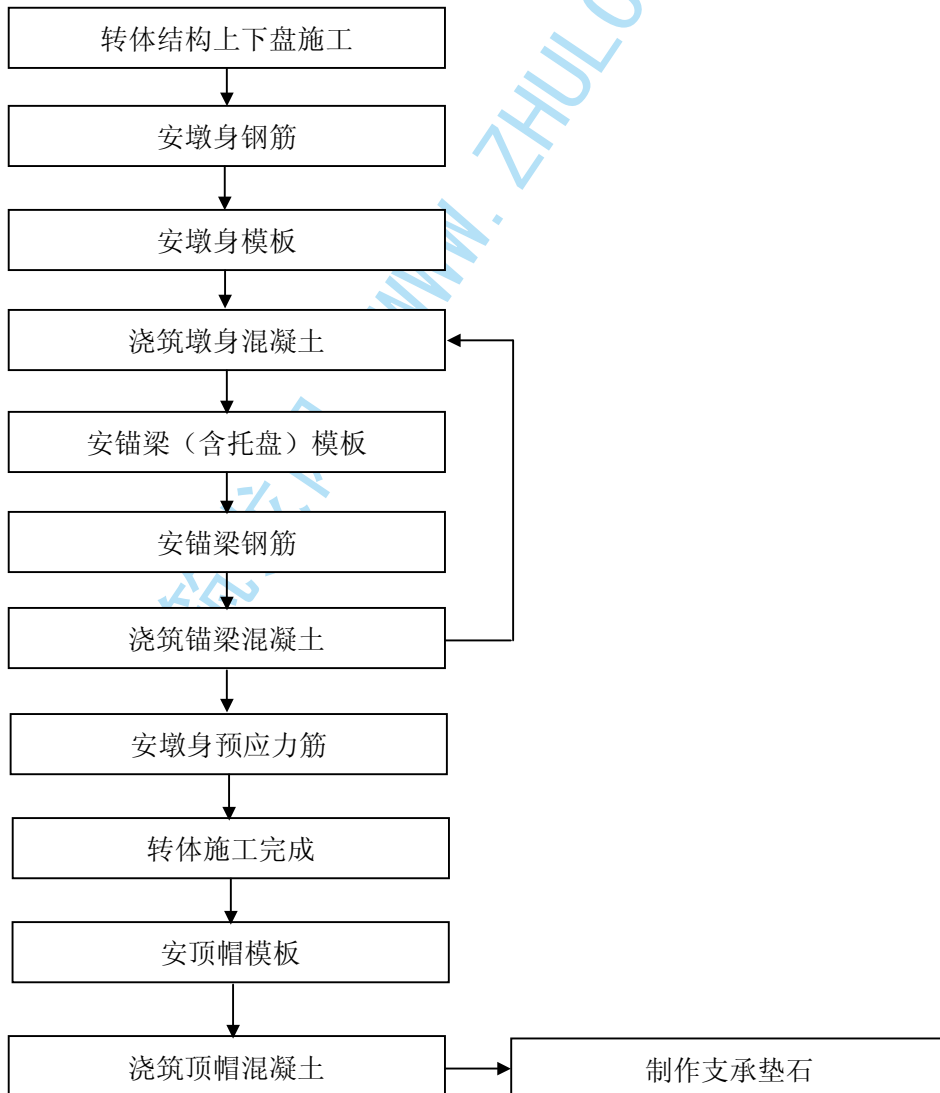 转体结构上下盘施工
安墩身钢筋
安墩身模板
浇筑墩身混凝土
安锚梁（含托盘）模板
安锚梁钢筋
浇筑锚梁混凝土
安墩身预应力筋
转体施工完成
安顶帽模板
浇筑顶帽混凝土
制作支承垫石
WWW. ZHULO